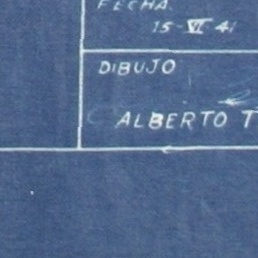 FECHA.
15-VI-41
DIBUJO
ALBERTO T